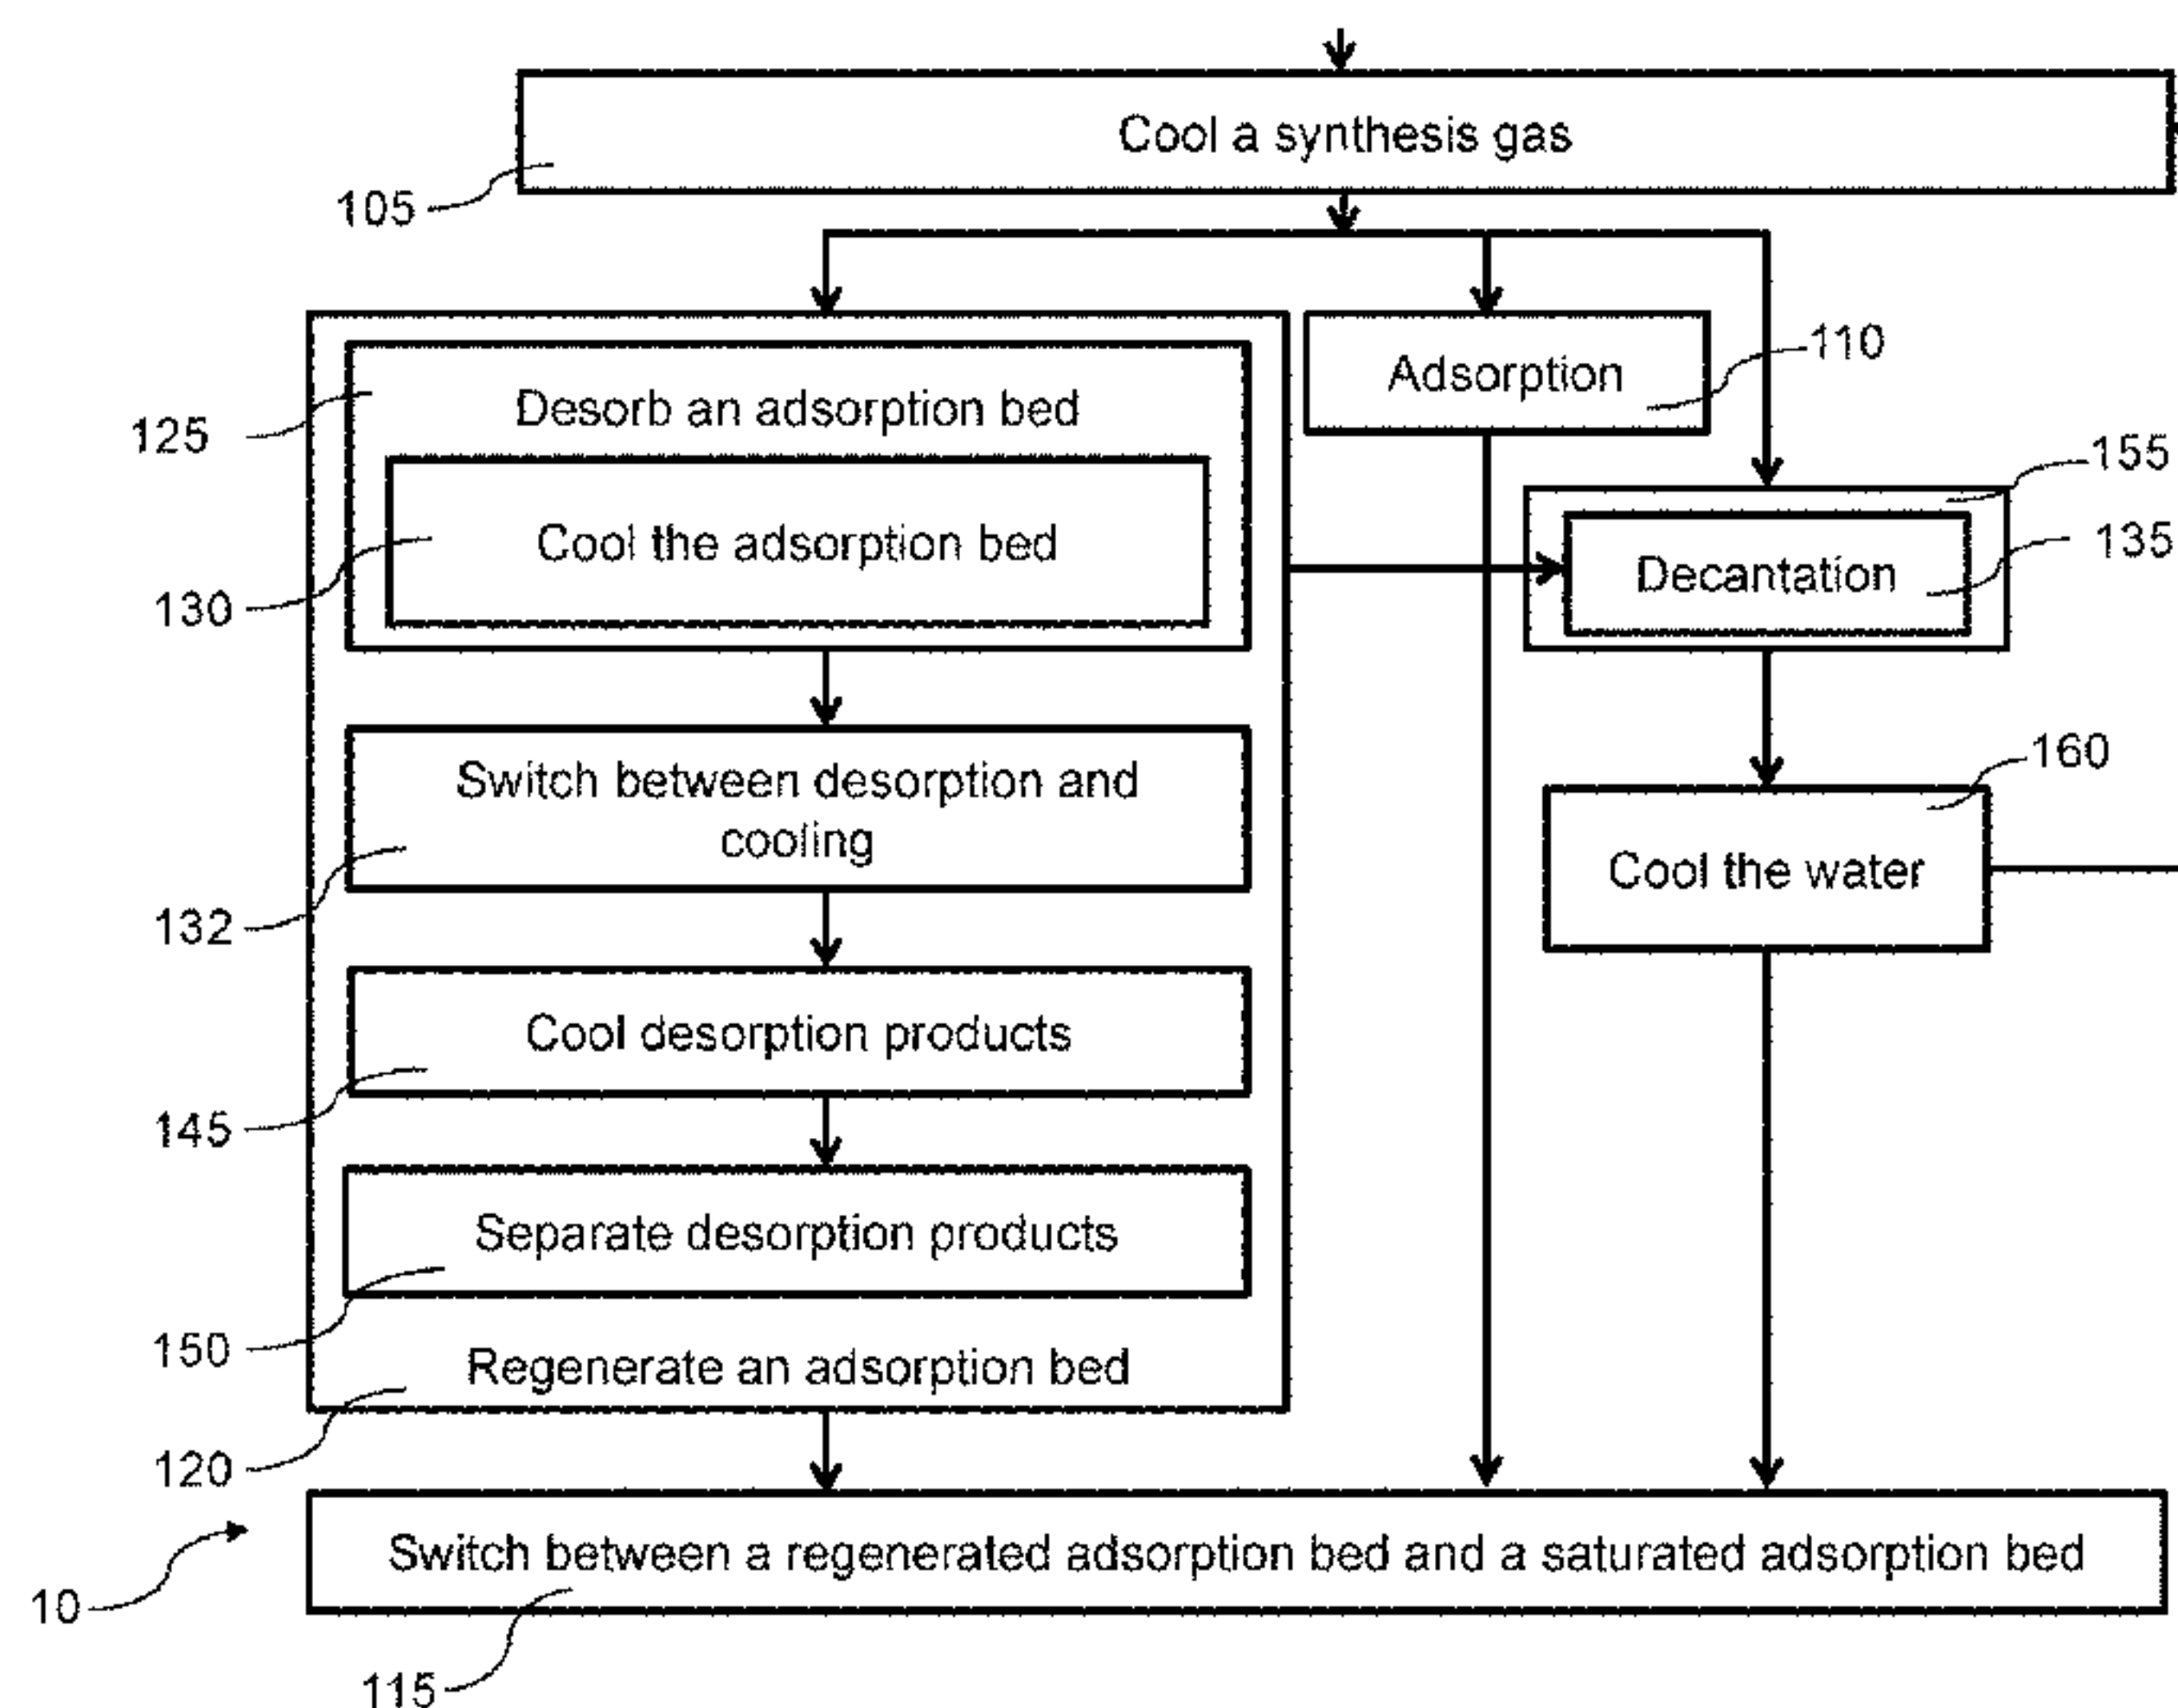 Cool a synthesis gas
105
Adsorption
110
Desorb an adsorption bed
125
Cool the adsorption bed
130
155
Decantation
135
Switch between desorption and
cooling
132
Cool the water
160
Cool desorption products
145
Separate desorption products
150
Regenerate an adsorption bed
120
Switch between a regenerated adsorption bed and a saturated adsorption bed
10
115